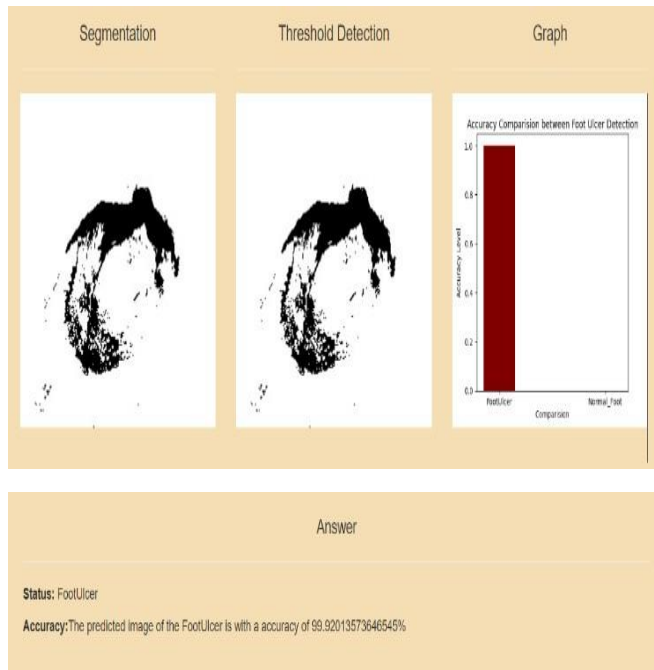 Segmentation
Threshold Detection
Graph
Accuracy Comparision between Foot Ulcer Detection
1.0
0.8
0.6
0.4
0.2
0.0
Accuracy Level
FootUlcer
Normal_Foot
Comparision
Answer
Status: FootUlcer
Accuracy:The predicted image of the FootUlcer is with a accuracy of 99.92013573646545%